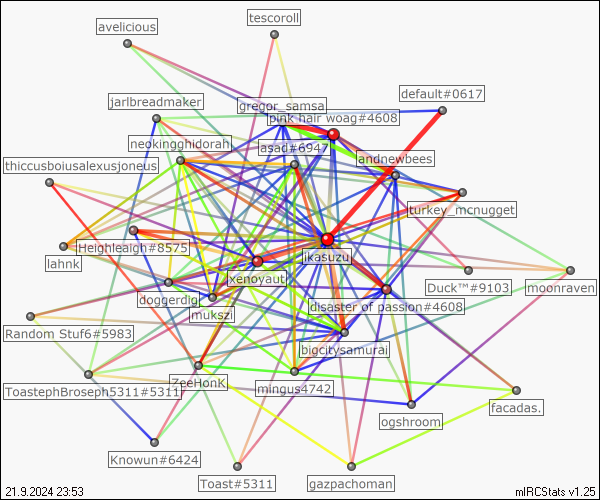 tescoroll
avelicious
default#0617
jarlbreadmaker
gregor_samsa
pink hair woag#4608
neokingghidorah
asad#6947
andnewbees
thiccusboiusalexusjoneus
turkey_mcnugget
Heighleaigh#8575
jkasuzu
lahnk
xenoyaut
Duck™#9103
moonraven
doggerdig
mukszi
disaster of passion#4608
Random Stuf6#5983
bigcitysamurai
ToastephBroseph5311#5311
ZeeHonK
mingus4742
facadas.
ogshroom
Knowun#6424
Toast#5311
gazpachoman
21.9.2024 23:53
mIRCStats v1.25